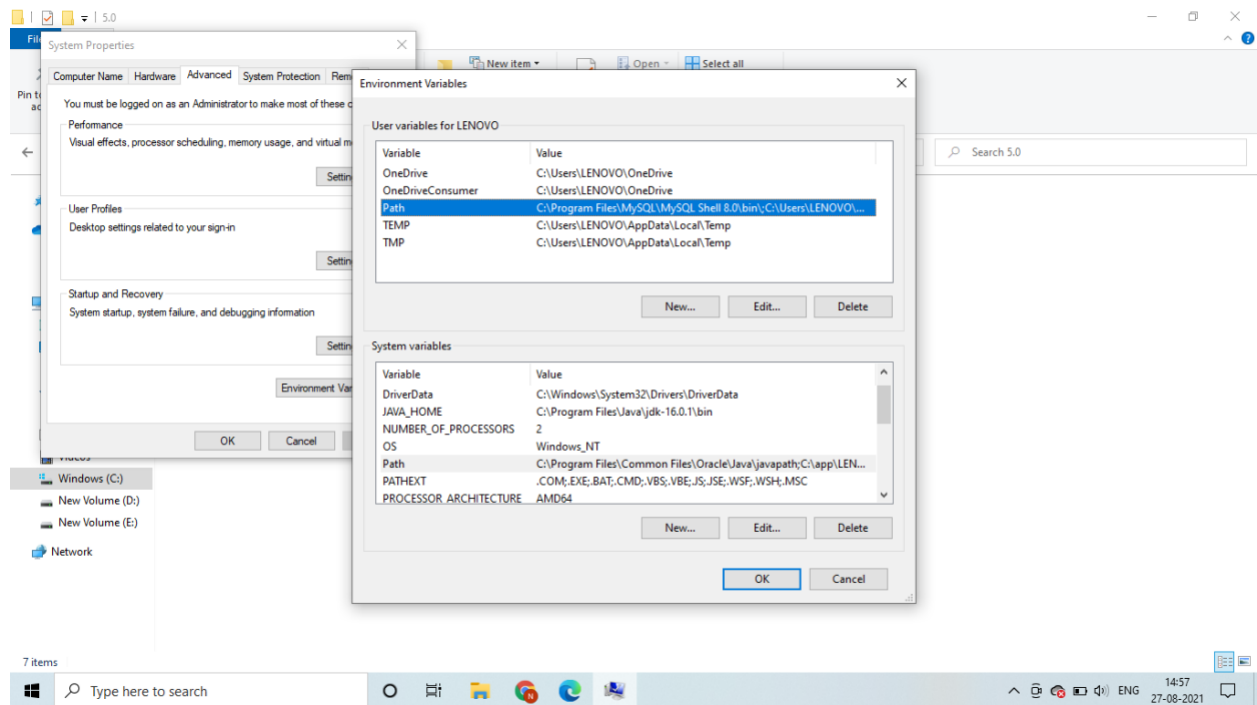 5.0
File
System Properties
New item
Open
Select all
Computer Name Hardware Advanced System Protection Rem
Environment Variables
Pin to
You must be logged on as an Administrator to make most of these c
Performance
Visual effects, processor scheduling, memory usage, and virtual m
Settin
User Profiles
Desktop settings related to your sign-in
Settin
Startup and Recovery
System startup, system failure, and debugging information
Settin
Environment Var
OK Cancel
User variables for LENOVO
Variable Value
OneDrive C:\Users\LENOVO\OneDrive
OneDriveConsumer C:\Users\LENOVO\OneDrive
Path C:\Program Files\MySQL\MySQL Shell 8.0\bin\;C:\Users\LENOVO\...
TEMP C:\Users\LENOVO\AppData\Local\Temp
TMP C:\Users\LENOVO\AppData\Local\Temp
New... Edit... Delete
System variables
Variable Value
DriverData C:\Windows\System32\Drivers\DriverData
JAVA_HOME C:\Program Files\Java\jdk-16.0.1\bin
NUMBER_OF_PROCESSORS 2
OS Windows_NT
Path C:\Program Files\Common Files\Oracle\Java\javapath;C:\app\LEN...
PATHEXT .COM;.EXE;.BAT;.CMD;.VBS;.VBE;.JS;.JSE;.WSF;.WSH;.MSC
PROCESSOR_ARCHITECTURE AMD64
New... Edit... Delete
OK Cancel
Search 5.0
Windows (C:)
New Volume (D:)
New Volume (E:)
Network
7 items
Type here to search
ENG
14:57
27-08-2021